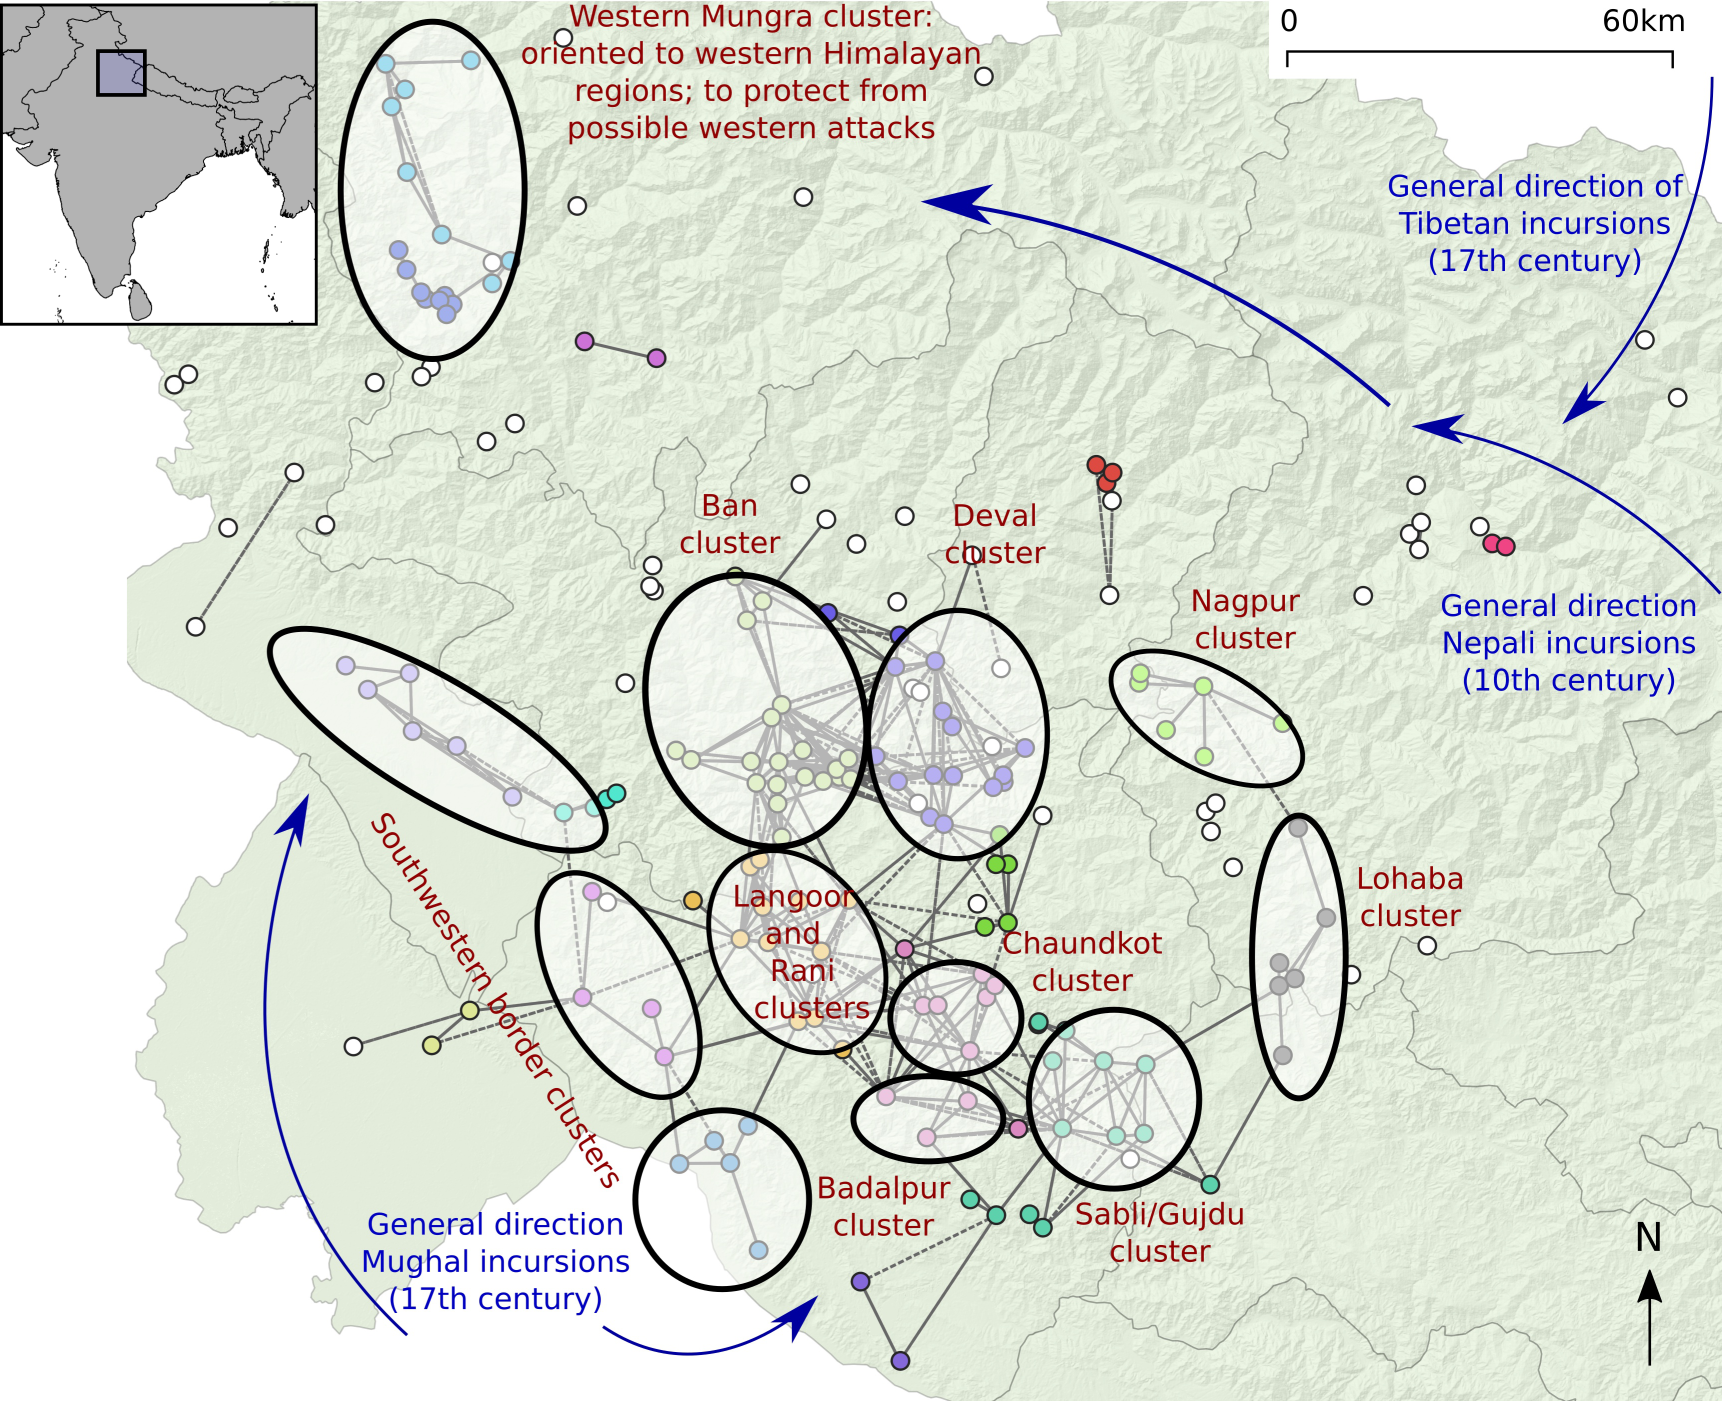 Western Mungra cluster:
oriented to western Himalayan
regions; to protect from
possible western attacks
0 60km
General direction of
Tibetan incursions
(17th century)
Ban
cluster
Deval
cluster
Nagpur
cluster
General direction
Nepali incursions
(10th century)
Southwestern border clusters
Langoor
and
Rani
clusters
Lohaba
cluster
Chaundkot
cluster
Badalpur
cluster
Sabli/Gujdu
cluster
General direction
Mughal incursions
(17th century)
N